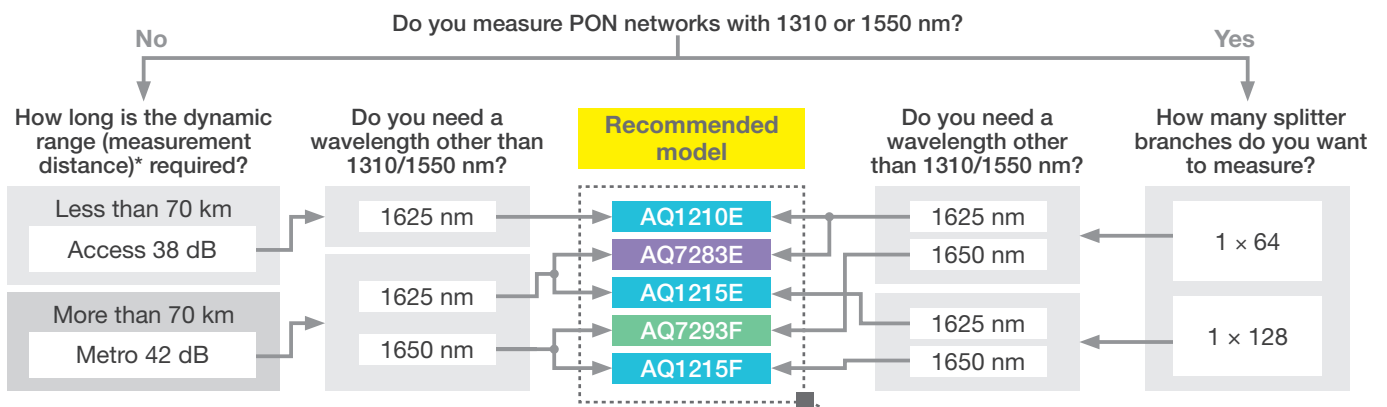 Do you measure PON networks with 1310 or 1550 nm?
No
Yes
How long is the dynamic
range (measurement
distance)* required?
Less than 70 km
Access 38 dB
More than 70 km
Metro 42 dB
Do you need a
wavelength other than
1310/1550 nm?
1625 nm
1625 nm
1650 nm
Recommended
model
AQ1210E
AQ7283E
AQ1215E
AQ7293F
AQ1215F
Do you need a
wavelength other
than 1310/1550 nm?
1625 nm
1650 nm
1625 nm
1650 nm
How many splitter
branches do you want
to measure?
1 × 64
1 × 128